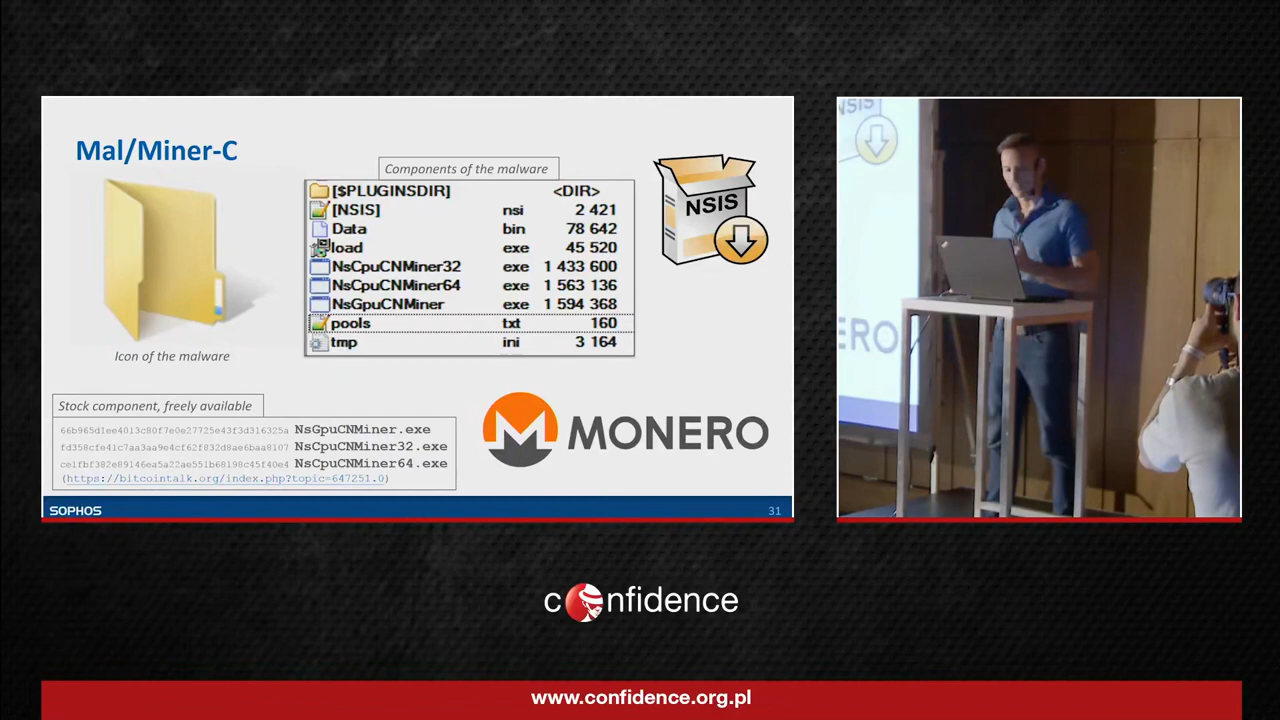 Mal/Miner-C
Icon of the malware
Components of the malware
[$PLUGINSDIR] <DIR>
[NSIS] nsi 2 421
Data bin 78 642
load exe 45 520
NsCpuCNMiner32 exe 1 433 600
NsCpuCNMiner64 exe 1 563 136
NsGpuCNMiner exe 1 594 368
pools txt 160
tmp ini 3 164
NSIS
Stock component, freely available
NsGpuCNMiner.exe
NsCpuCNMiner32.exe
NsCpuCNMiner64.exe
(https://bitcointalk.org/index.php?topic=647251.0)
MONERO
SOPHOS
31
NSIS
ERO
confidence
www.confidence.org.pl